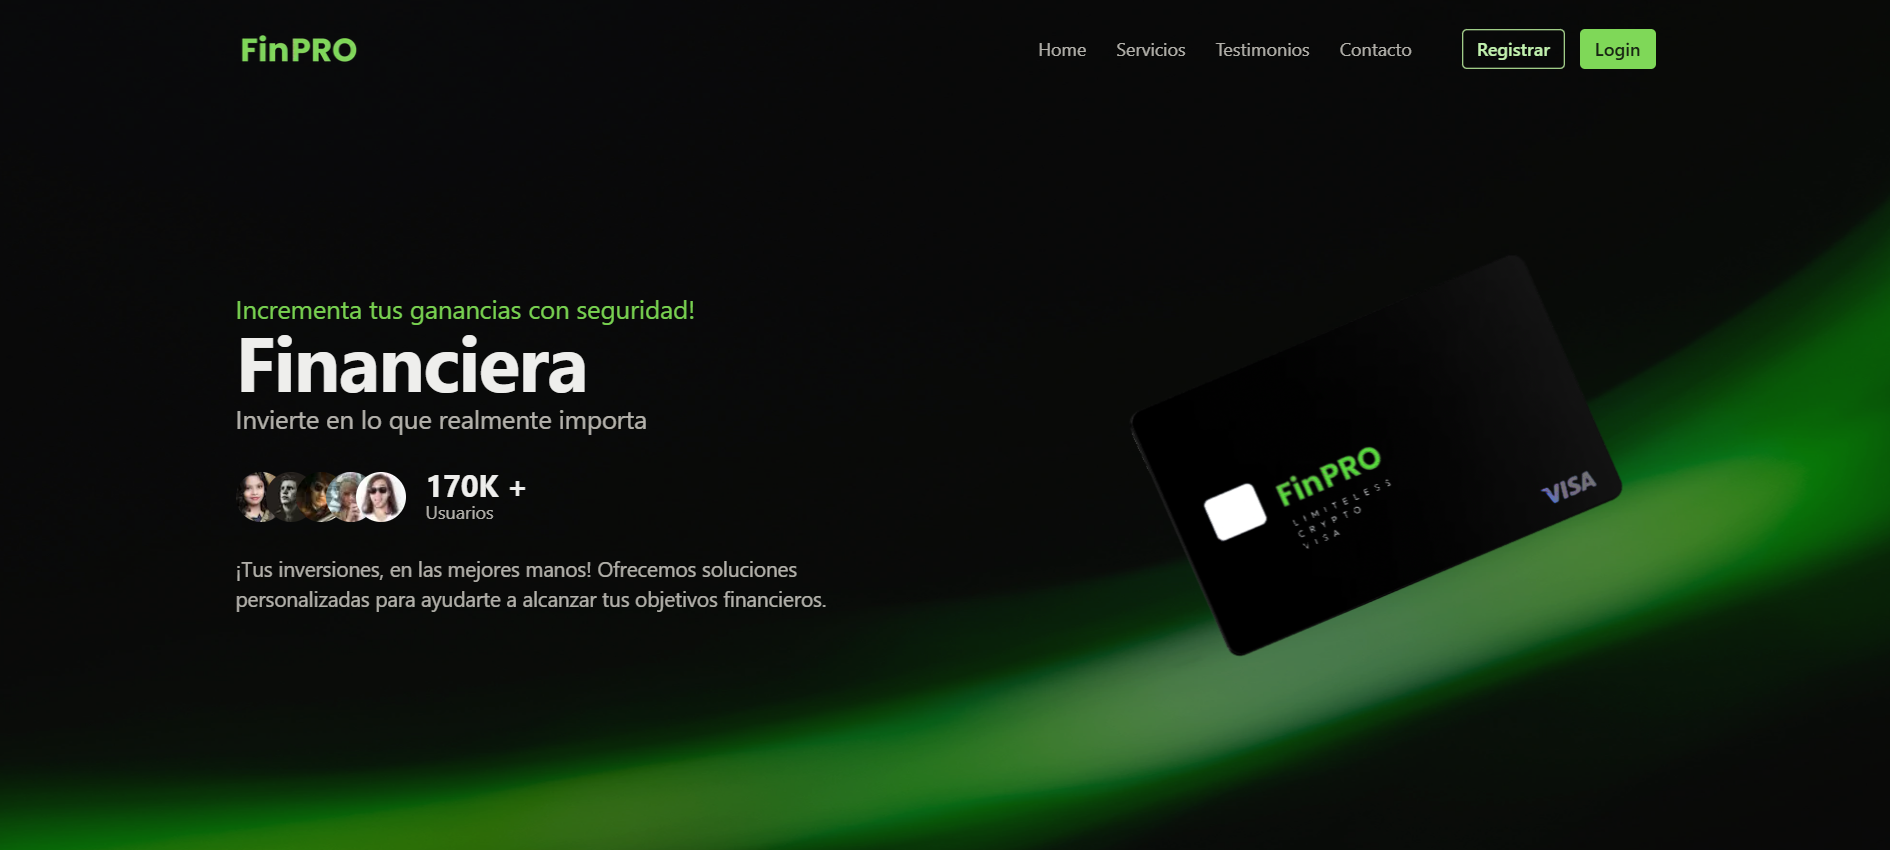 FinPRO
Home Servicios Testimonios Contacto Registrar Login
Incrementa tus ganancias con seguridad!
Financiera
Invierte en lo que realmente importa
170K +
Usuarios
¡Tus inversiones, en las mejores manos! Ofrecemos soluciones
personalizadas para ayudarte a alcanzar tus objetivos financieros.
FinPRO
LIMITELESS
CRYPTO
VISA
VISA